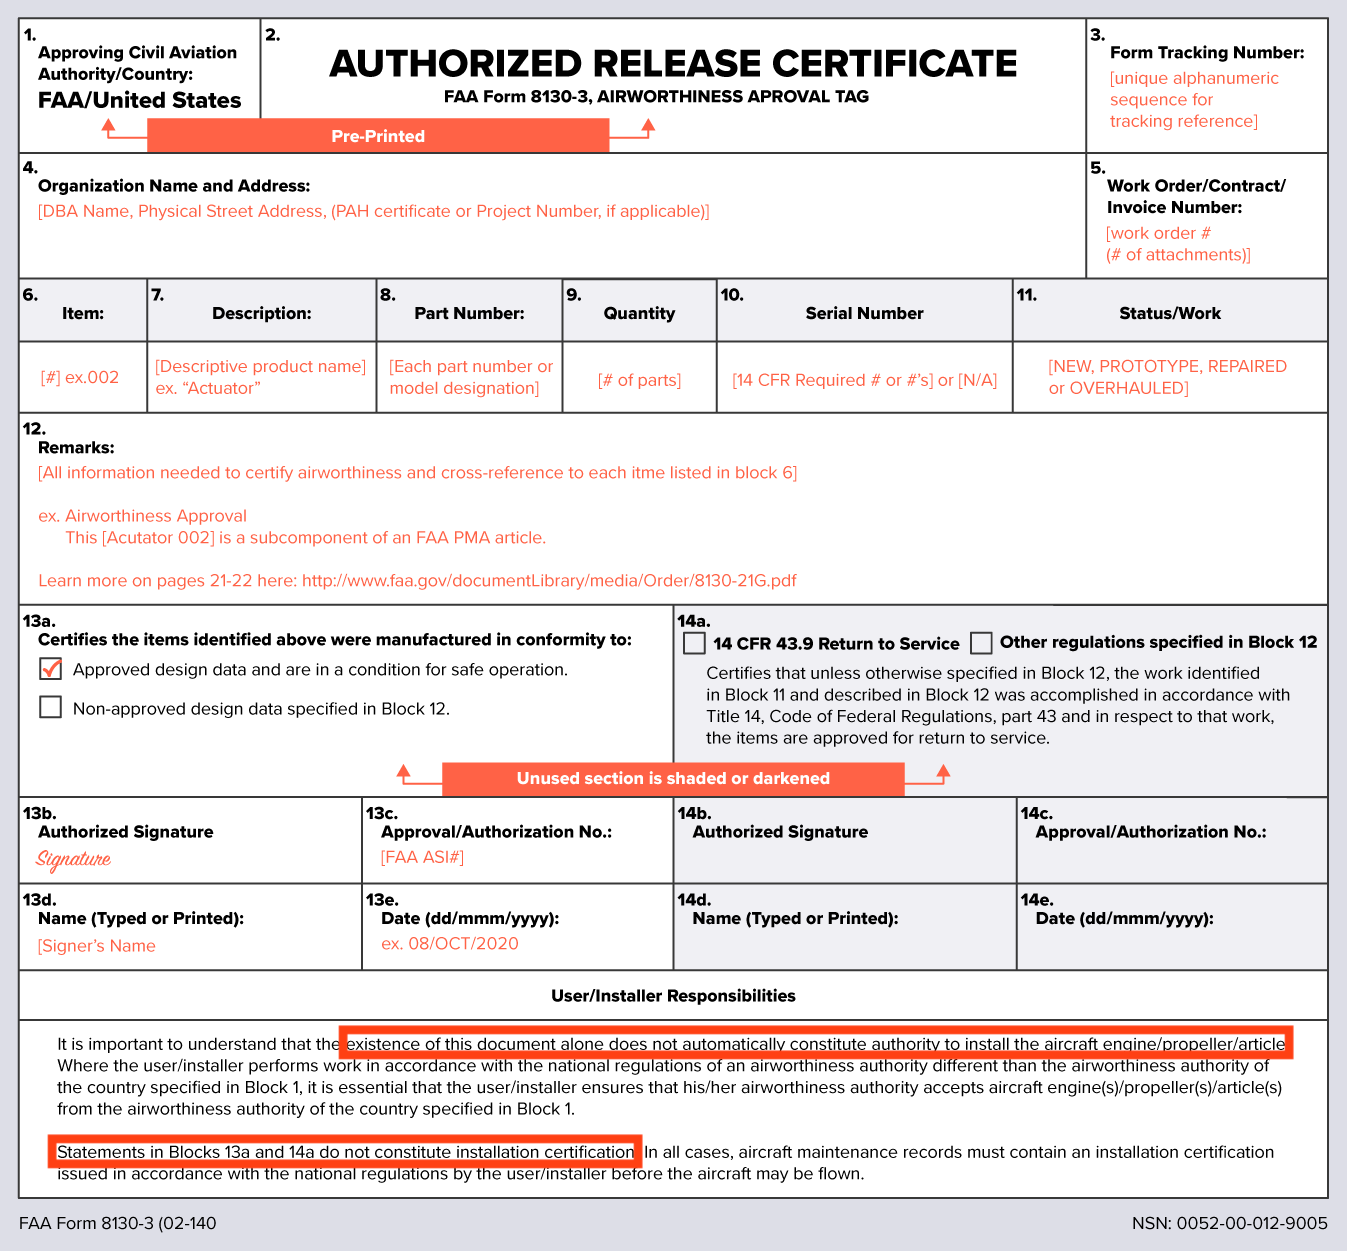 1.
Approving Civil Aviation
Authority/Country:
FAA/United States
2.
AUTHORIZED RELEASE CERTIFICATE
FAA Form 8130-3, AIRWORTHINESS APROVAL TAG
Pre-Printed
3.
Form Tracking Number:
[unique alphanumeric
sequence for
tracking reference]
4.
Organization Name and Address:
[DBA Name, Physical Street Address, (PAH certificate or Project Number, if applicable)]
5.
Work Order/Contract/
Invoice Number:
[work order #
(# of attachments)]
6.
Item:
7.
Description:
8.
Part Number:
9.
Quantity
10.
Serial Number
11.
Status/Work
[#] ex.002
[Descriptive product name]
ex. “Actuator”
[Each part number or
model designation]
[# of parts]
[14 CFR Required # or #’s] or [N/A]
[NEW, PROTOTYPE, REPAIRED
or OVERHAULED]
12.
Remarks:
[All information needed to certify airworthiness and cross-reference to each itme listed in block 6]
ex. Airworthiness Approval
This [Acutator 002] is a subcomponent of an FAA PMA article.
Learn more on pages 21-22 here: http://www.faa.gov/documentLibrary/media/Order/8130-21G.pdf
13a.
Certifies the items identified above were manufactured in conformity to:
Approved design data and are in a condition for safe operation.
Non-approved design data specified in Block 12.
14a.
14 CFR 43.9 Return to Service
Other regulations specified in Block 12
Certifies that unless otherwise specified in Block 12, the work identified
in Block 11 and described in Block 12 was accomplished in accordance with
Title 14, Code of Federal Regulations, part 43 and in respect to that work,
the items are approved for return to service.
Unused section is shaded or darkened
13b.
Authorized Signature
Signature
13c.
Approval/Authorization No.:
[FAA ASI#]
14b.
Authorized Signature
14c.
Approval/Authorization No.:
13d.
Name (Typed or Printed):
[Signer’s Name
13e.
Date (dd/mmm/yyyy):
ex. 08/OCT/2020
14d.
Name (Typed or Printed):
14e.
Date (dd/mmm/yyyy):
User/Installer Responsibilities
It is important to understand that the existence of this document alone does not automatically constitute authority to install the aircraft engine/propeller/article
Where the user/installer performs work in accordance with the national regulations of an airworthiness authority different than the airworthiness authority of
the country specified in Block 1, it is essential that the user/installer ensures that his/her airworthiness authority accepts aircraft engine(s)/propeller(s)/article(s)
from the airworthiness authority of the country specified in Block 1.
Statements in Blocks 13a and 14a do not constitute installation certification. In all cases, aircraft maintenance records must contain an installation certification
issued in accordance with the national regulations by the user/installer before the aircraft may be flown.
FAA Form 8130-3 (02-140
NSN: 0052-00-012-9005